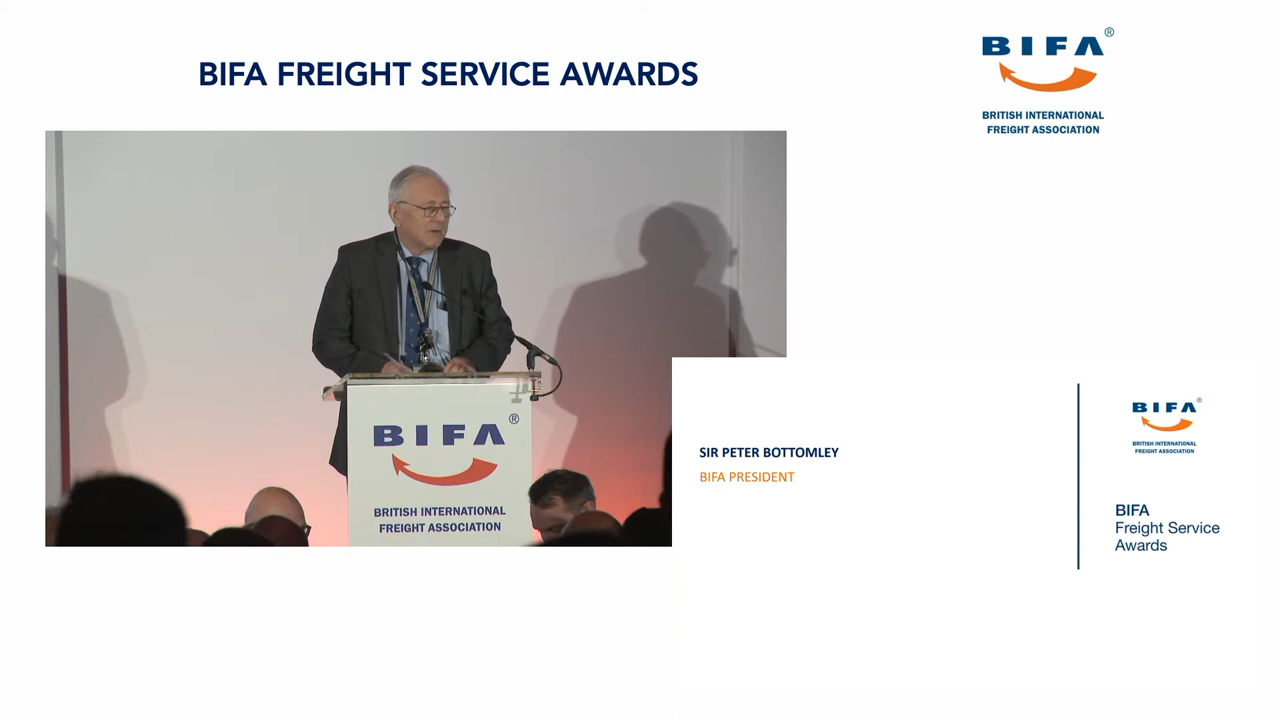 BIFA FREIGHT SERVICE AWARDS
BIFA®
BRITISH INTERNATIONAL
FREIGHT ASSOCIATION
BIFA®
BRITISH INTERNATIONAL
FREIGHT ASSOCIATION
SIR PETER BOTTOMLEY
BIFA PRESIDENT
BIFA®
BRITISH INTERNATIONAL
FREIGHT ASSOCIATION
BIFA
Freight Service
Awards